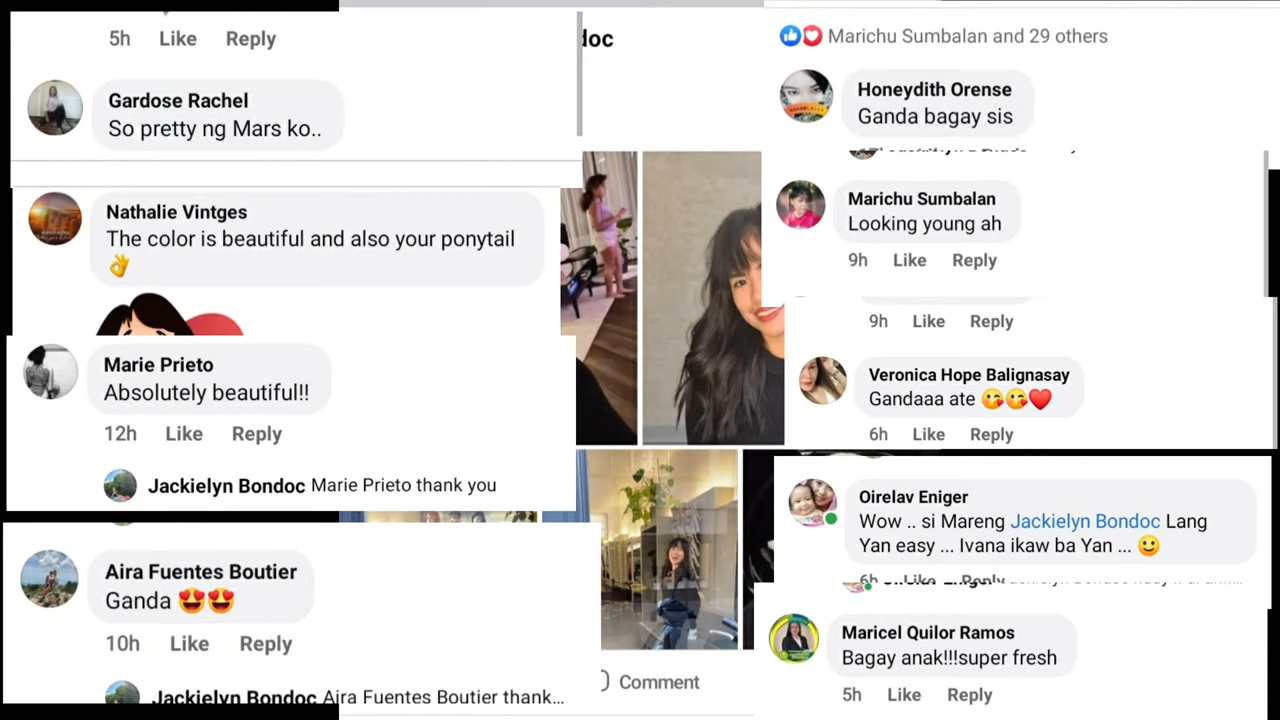 5h Like Reply
Gardose Rachel
So pretty ng Mars ko..
Nathalie Vintges
The color is beautiful and also your ponytail
👌
Marie Prieto
Absolutely beautiful!!
12h Like Reply
Jackielyn Bondoc Marie Prieto thank you
Aira Fuentes Boutier
Ganda 😍😍
10h Like Reply
Jackielyn Bondoc Aira Fuentes Boutier thank...
Comment
Marichu Sumbalan and 29 others
Honeydith Orense
Ganda bagay sis
Marichu Sumbalan
Looking young ah
9h Like Reply
9h Like Reply
Veronica Hope Balignasay
Gandaaa ate 😘😘❤️
6h Like Reply
Oirelav Eniger
Wow .. si Mareng Jackielyn Bondoc Lang
Yan easy ... Ivana ikaw ba Yan ... 🙂
6h Like Reply
Maricel Quilor Ramos
Bagay anak!!!super fresh
5h Like Reply